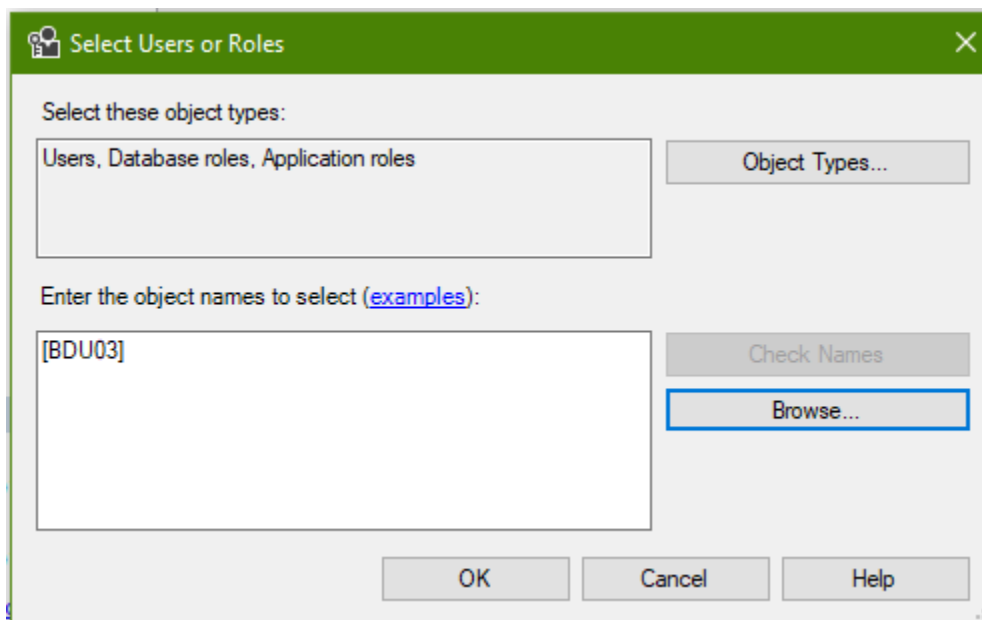 Select Users or Roles
Select these object types:
Users, Database roles, Application roles
Object Types...
Enter the object names to select (examples):
[BDU03]
Check Names
Browse...
OK
Cancel
Help